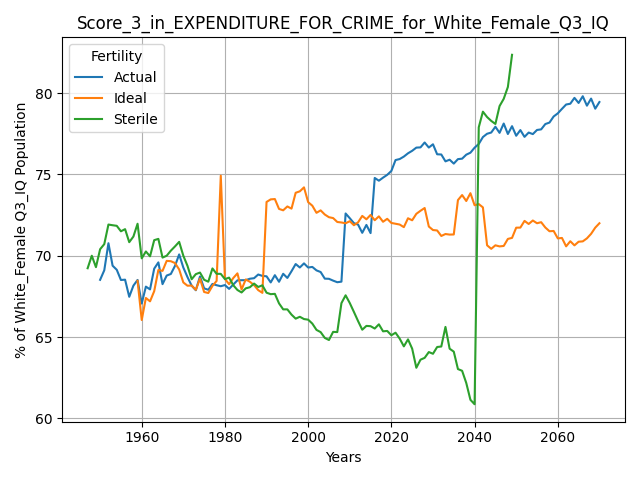 Score_3_in_EXPENDITURE_FOR_CRIME_for_White_Female_Q3_IQ
Fertility
Actual
Ideal
Sterile
% of White_Female Q3_IQ Population
80
75
70
65
60
1960
1980
2000
2020
2040
2060
Years